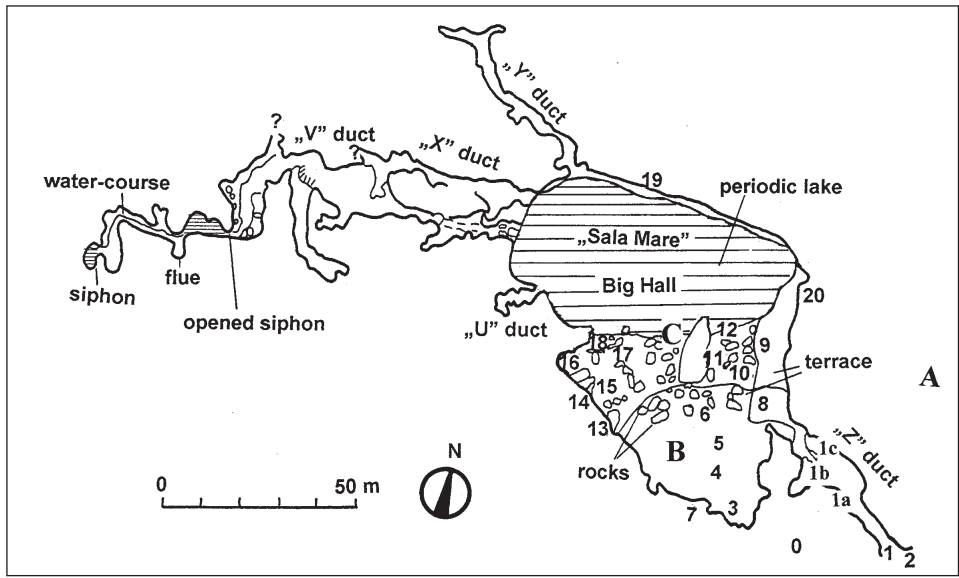 „Y” duct
?
„V” duct
?
„X” duct
19
water-course
periodic lake
„Sala Mare”
siphon
flue
Big Hall
20
opened siphon
„U” duct
C
12
18
17
9
16
11
10
terrace
A
15
14
8
6
13
5
B
rocks
4
„Z” duct
1c
1b
1a
N
0
50 m
7
3
0
1
2